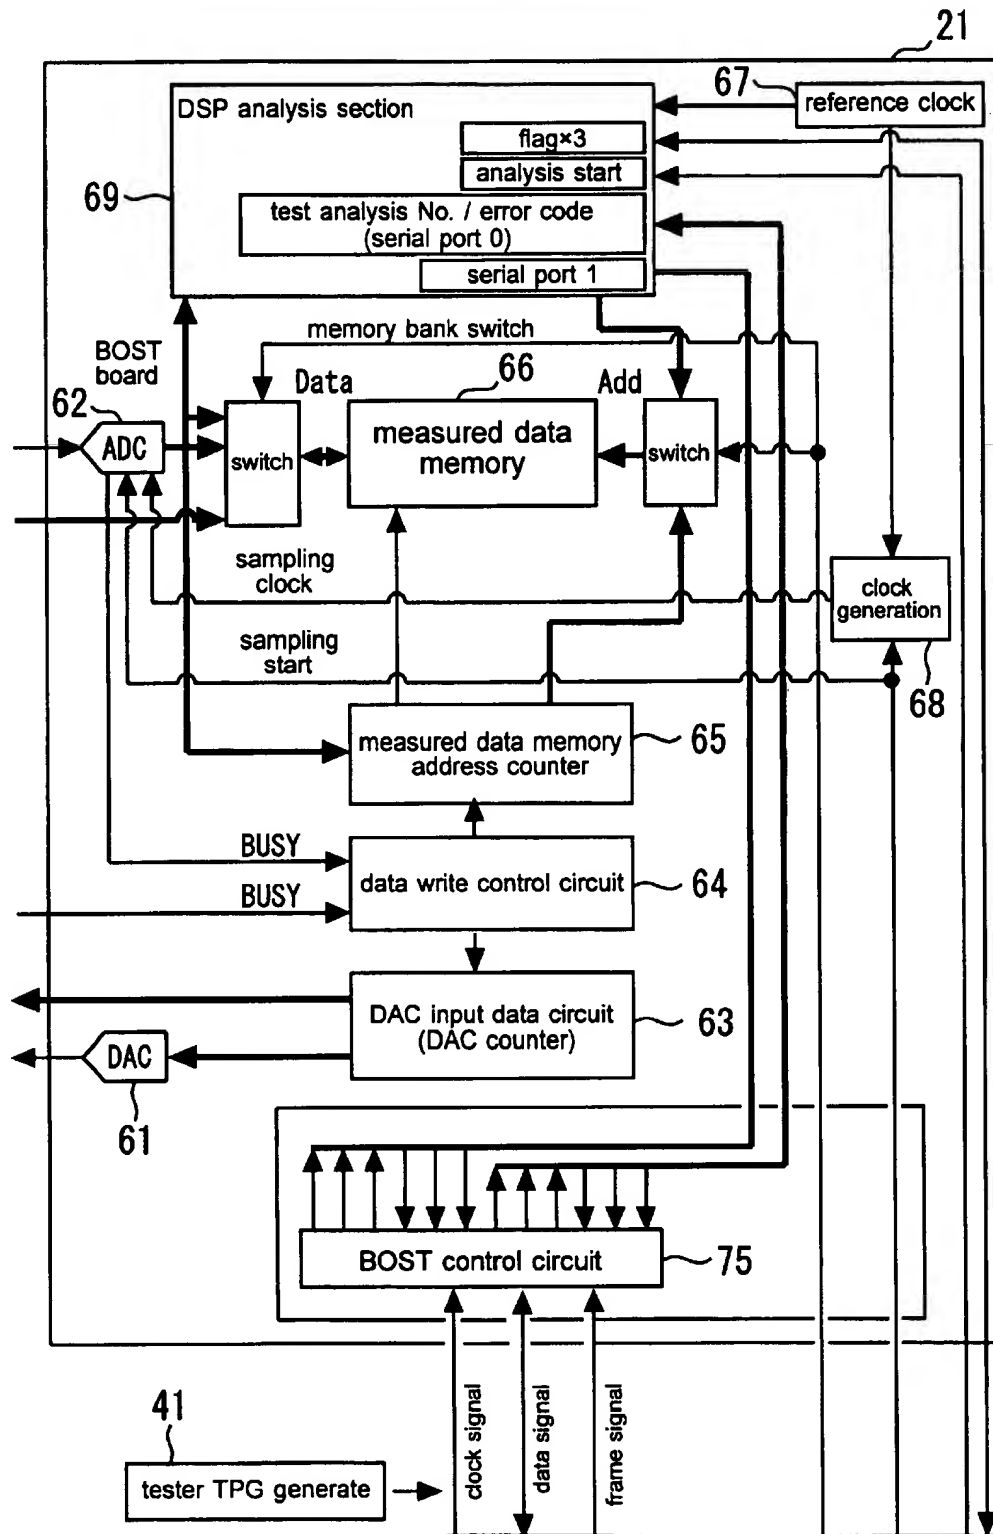 21
67
DSP analysis section
reference clock
flag×3
analysis start
69
test analysis No. / error code
(serial port 0)
serial port 1
memory bank switch
BOST
board
Data
66
Add
62
ADC
switch
measured data
memory
switch
sampling
clock
clock
generation
sampling
start
68
measured data memory
address counter
65
BUSY
data write control circuit
64
BUSY
DAC input data circuit
(DAC counter)
63
DAC
61
BOST control circuit
75
clock signal
data signal
frame signal
41
tester TPG generate